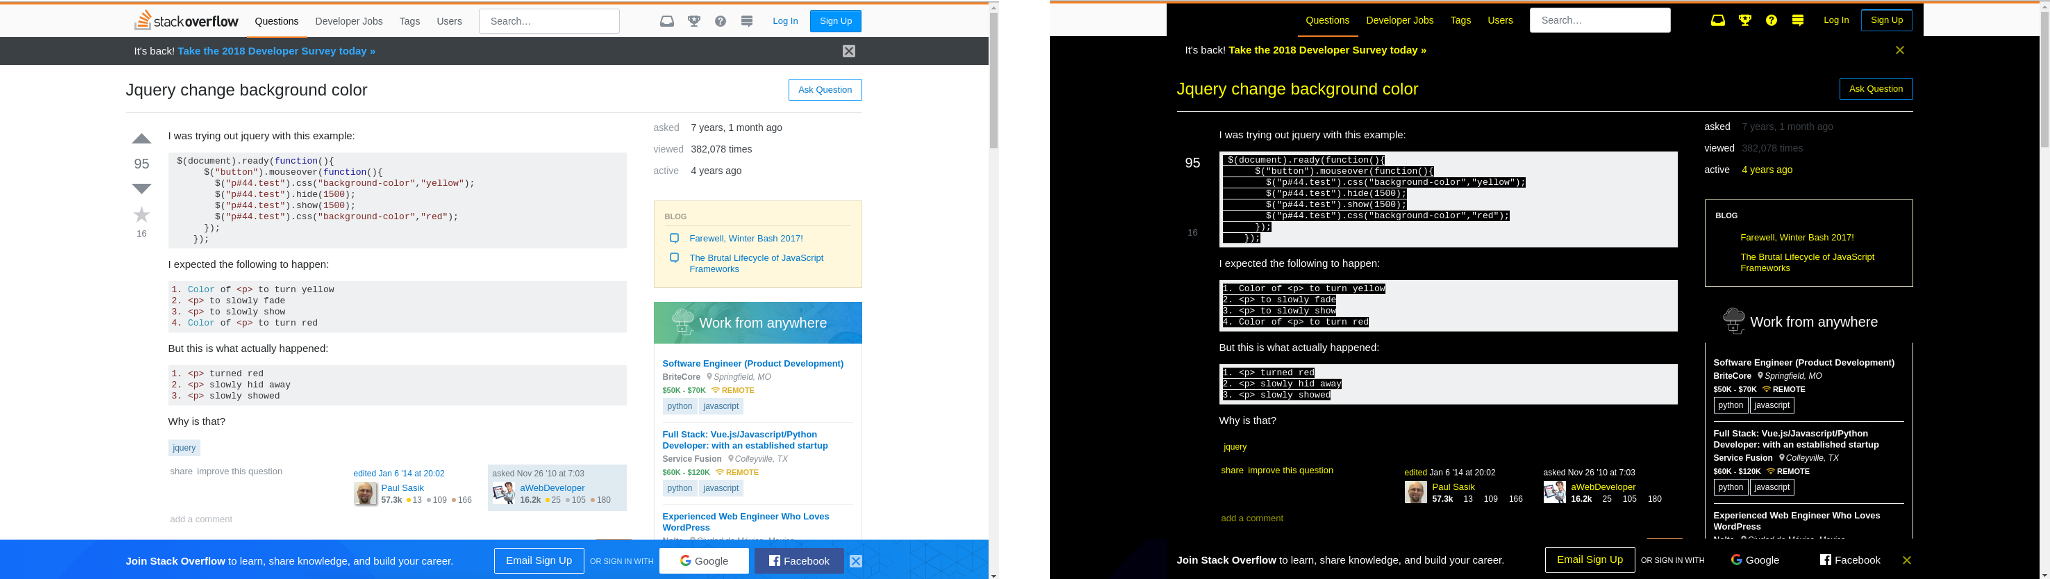 stackoverflow Questions Developer Jobs Tags Users Search… Log In Sign Up
It's back! Take the 2018 Developer Survey today »
Jquery change background color Ask Question
I was trying out jquery with this example:
95
$(document).ready(function(){
$("button").mouseover(function(){
$("p#44.test").css("background-color","yellow");
$("p#44.test").hide(1500);
$("p#44.test").show(1500);
$("p#44.test").css("background-color","red");
});
});
16
I expected the following to happen:
1. Color of <p> to turn yellow
2. <p> to slowly fade
3. <p> to slowly show
4. Color of <p> to turn red
But this is what actually happened:
1. <p> turned red
2. <p> slowly hid away
3. <p> slowly showed
Why is that?
jquery
share improve this question
edited Jan 6 '14 at 20:02
Paul Sasik
57.3k 13 109 166
asked Nov 26 '10 at 7:03
aWebDeveloper
16.2k 25 105 180
add a comment
asked 7 years, 1 month ago
viewed 382,078 times
active 4 years ago
BLOG
Farewell, Winter Bash 2017!
The Brutal Lifecycle of JavaScript
Frameworks
Work from anywhere
Software Engineer (Product Development)
BriteCore Springfield, MO
$50K - $70K REMOTE
python javascript
Full Stack: Vue.js/Javascript/Python
Developer: with an established startup
Service Fusion Colleyville, TX
$60K - $120K REMOTE
python javascript
Experienced Web Engineer Who Loves
WordPress
Join Stack Overflow to learn, share knowledge, and build your career. Email Sign Up OR SIGN IN WITH Google Facebook
Questions Developer Jobs Tags Users Search… Log In Sign Up
It's back! Take the 2018 Developer Survey today »
Jquery change background color Ask Question
I was trying out jquery with this example:
95
$(document).ready(function(){
$("button").mouseover(function(){
$("p#44.test").css("background-color","yellow");
$("p#44.test").hide(1500);
$("p#44.test").show(1500);
$("p#44.test").css("background-color","red");
});
});
16
I expected the following to happen:
1. Color of <p> to turn yellow
2. <p> to slowly fade
3. <p> to slowly show
4. Color of <p> to turn red
But this is what actually happened:
1. <p> turned red
2. <p> slowly hid away
3. <p> slowly showed
Why is that?
jquery
share improve this question
edited Jan 6 '14 at 20:02
Paul Sasik
57.3k 13 109 166
asked Nov 26 '10 at 7:03
aWebDeveloper
16.2k 25 105 180
add a comment
asked 7 years, 1 month ago
viewed 382,078 times
active 4 years ago
BLOG
Farewell, Winter Bash 2017!
The Brutal Lifecycle of JavaScript
Frameworks
Work from anywhere
Software Engineer (Product Development)
BriteCore Springfield, MO
$50K - $70K REMOTE
python javascript
Full Stack: Vue.js/Javascript/Python
Developer: with an established startup
Service Fusion Colleyville, TX
$60K - $120K REMOTE
python javascript
Experienced Web Engineer Who Loves
WordPress
Join Stack Overflow to learn, share knowledge, and build your career. Email Sign Up OR SIGN IN WITH Google Facebook